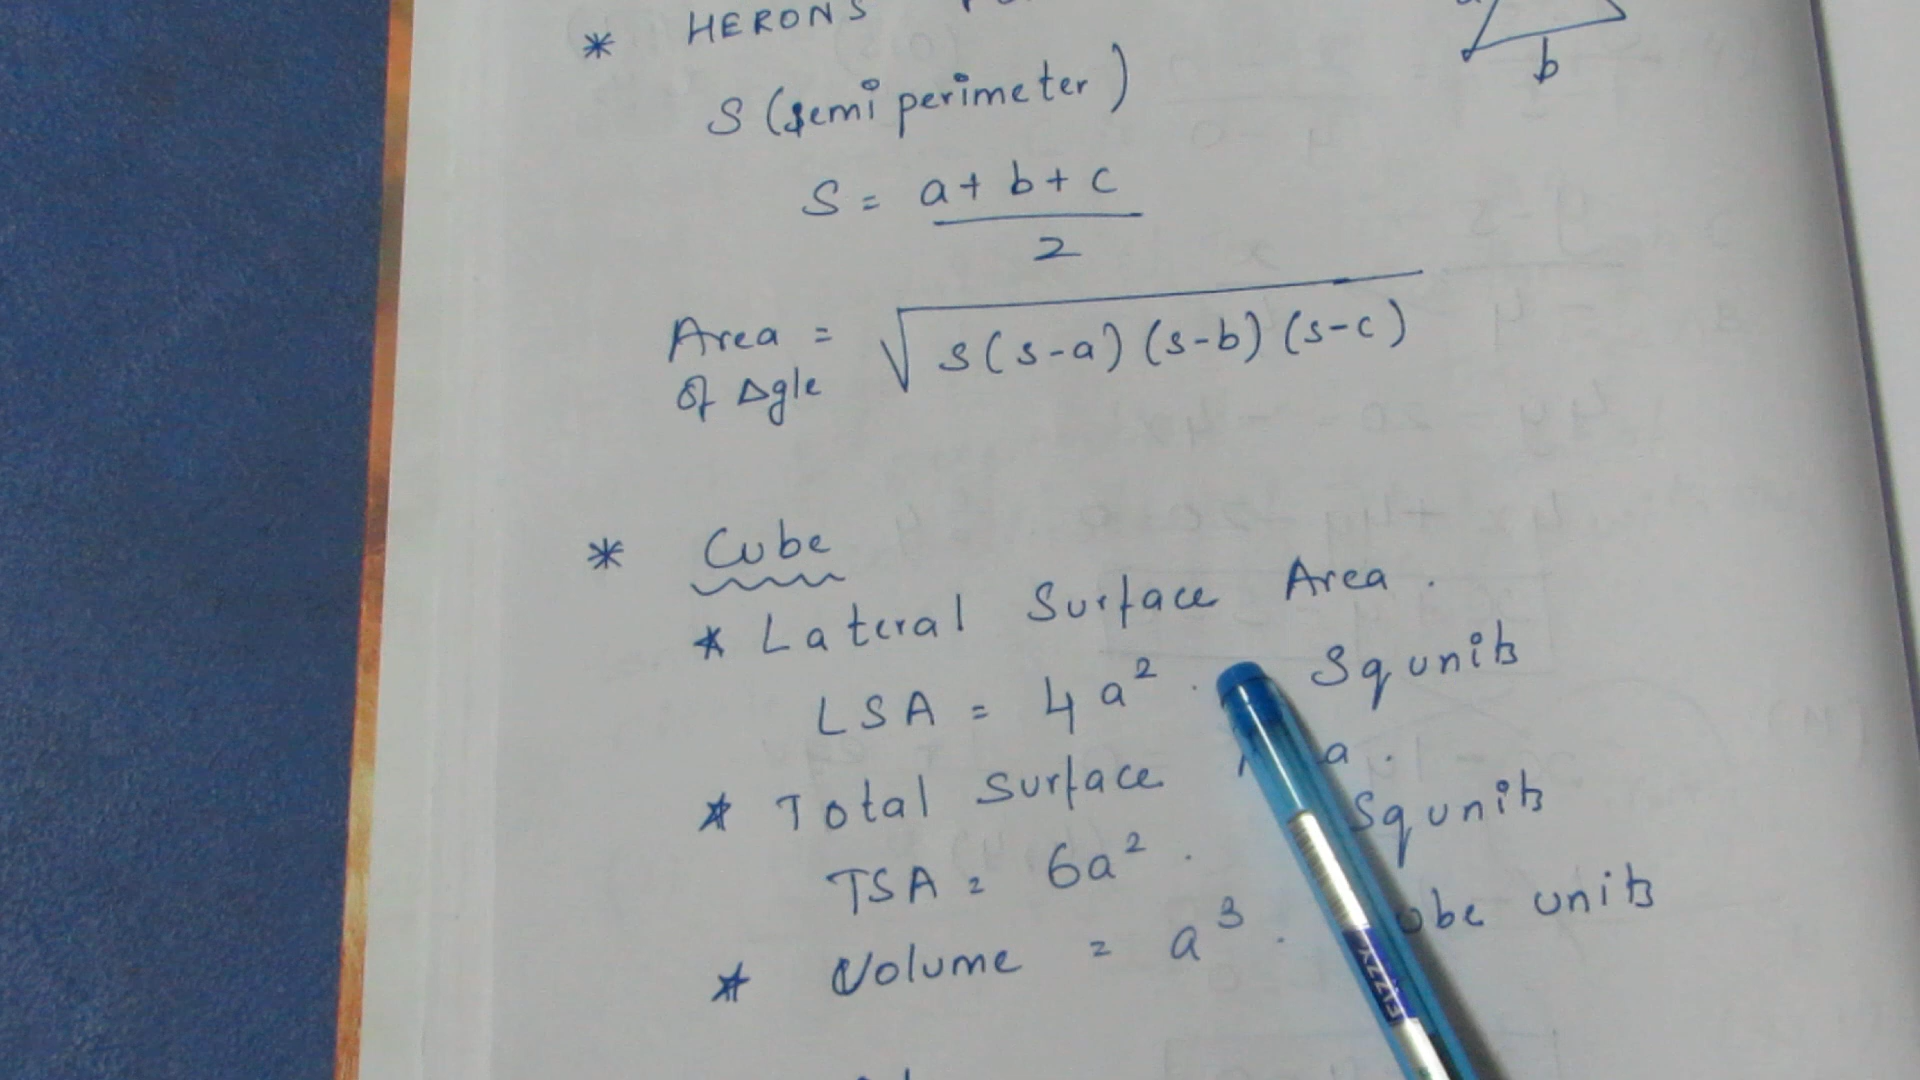 * HERONS
b
S (semi perimeter)
S = a + b + c
2
Area = √ s(s-a) (s-b) (s-c)
of Δgle
* Cube
* Lateral Surface Area.
LSA = 4a². Sq units
* Total Surface
TSA = 6a². Sq units
* Volume = a³. units